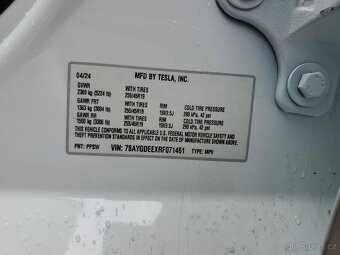 04/24 MFD BY TESLA, INC.
GVWR WITH TIRES
2369 kg (5224 lb) 255/45R19
GAWR FRT WITH TIRES RIM COLD TIRE PRESSURE
1363 kg (3004 lb) 255/45R19 19X9.5J 290 kPa, 42 psi
GAWR RR WITH TIRES RIM COLD TIRE PRESSURE
1500 kg (3306 lb) 255/45R19 19X9.5J 290 kPa, 42 psi
THIS VEHICLE CONFORMS TO ALL APPLICABLE
U.S. FEDERAL MOTOR VEHICLE SAFETY AND THEFT PREVENTION STANDARDS
IN EFFECT ON THE DATE OF MANUFACTURE SHOWN ABOVE.
PNT: PPSW VIN: 7SAYGDEEXRF071461 TYPE: MPV